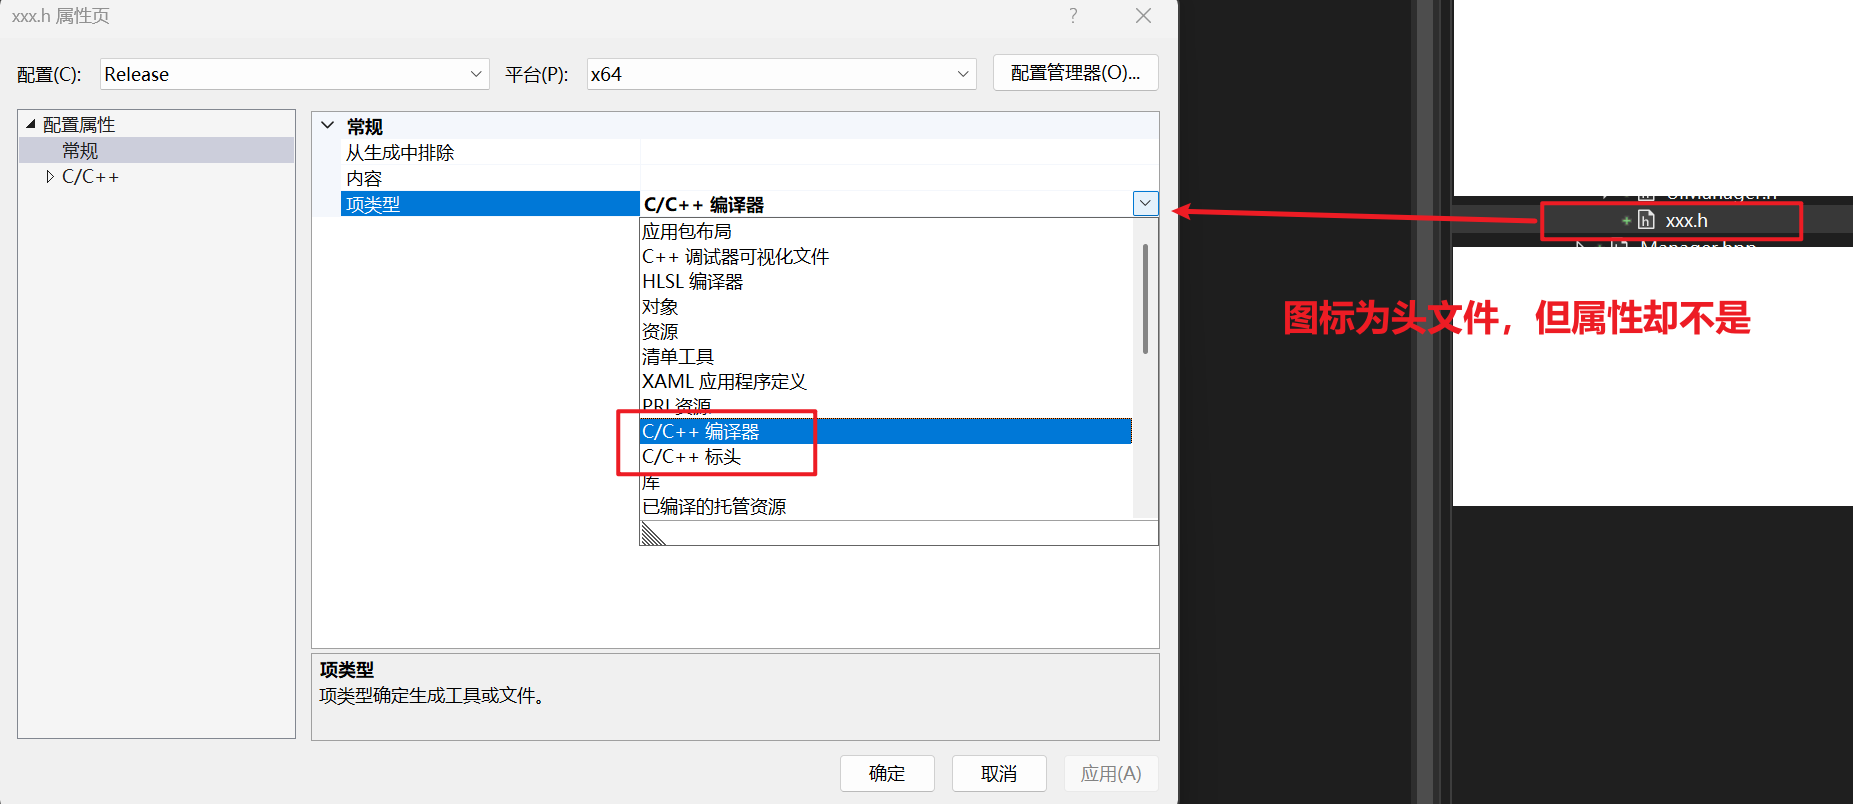 xxx.h 属性页
配置(C):
Release
平台(P):
x64
配置管理器(O)...
配置属性
常规
C/C++
常规
从生成中排除
内容
项类型
C/C++ 编译器
应用包布局
C++ 调试器可视化文件
HLSL 编译器
对象
资源
清单工具
XAML 应用程序定义
PRI 资源
C/C++ 编译器
C/C++ 标头
库
已编译的托管资源
项类型
项类型确定生成工具或文件。
确定
取消
应用(A)
xxx.h
图标为头文件，但属性却不是